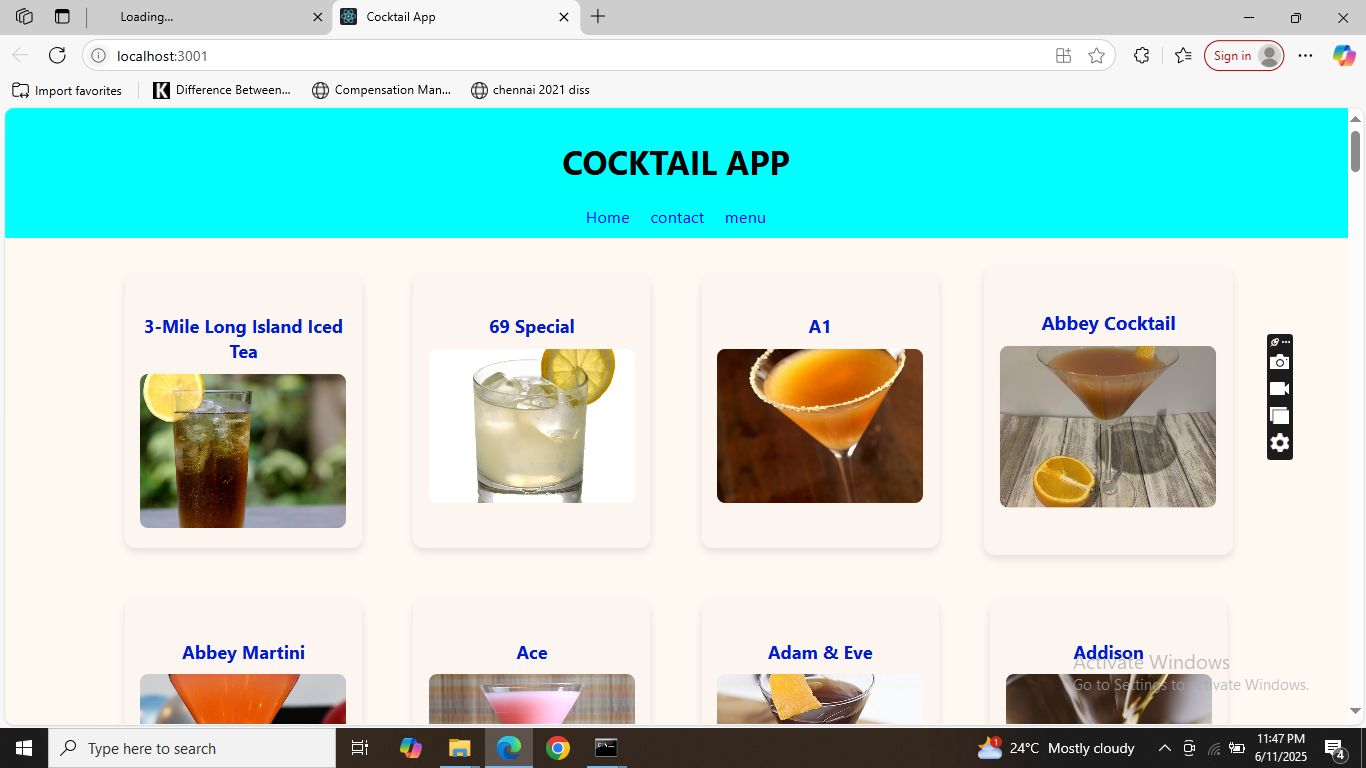 Loading...
Cocktail App
localhost:3001
Sign in
Import favorites
K Difference Between...
Compensation Man...
chennai 2021 diss
COCKTAIL APP
Home contact menu
3-Mile Long Island Iced
Tea
69 Special
A1
Abbey Cocktail
Abbey Martini
Ace
Adam & Eve
Addison
Activate Windows
Go to Settings to activate Windows.
Type here to search
1
24°C Mostly cloudy
11:47 PM
6/11/2025
4